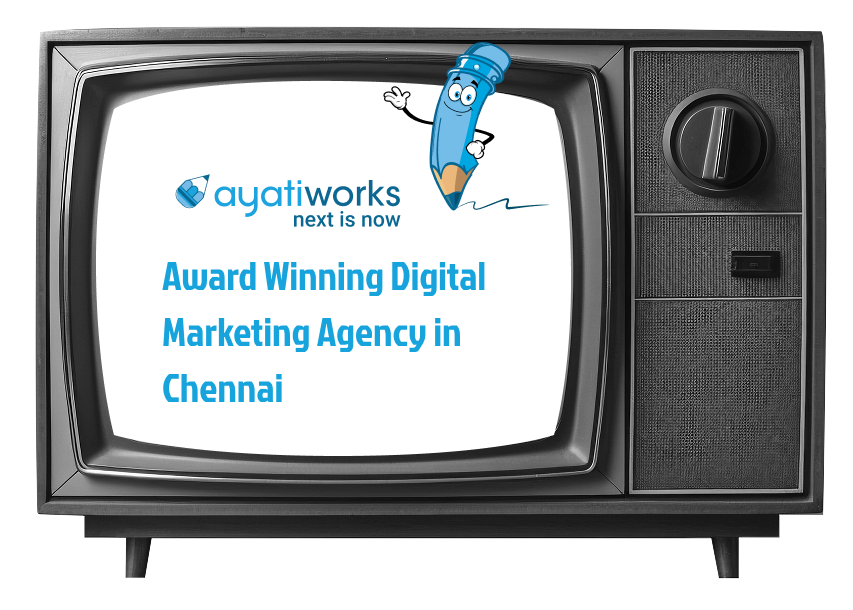 ayatiworks
next is now
Award Winning Digital
Marketing Agency in
Chennai